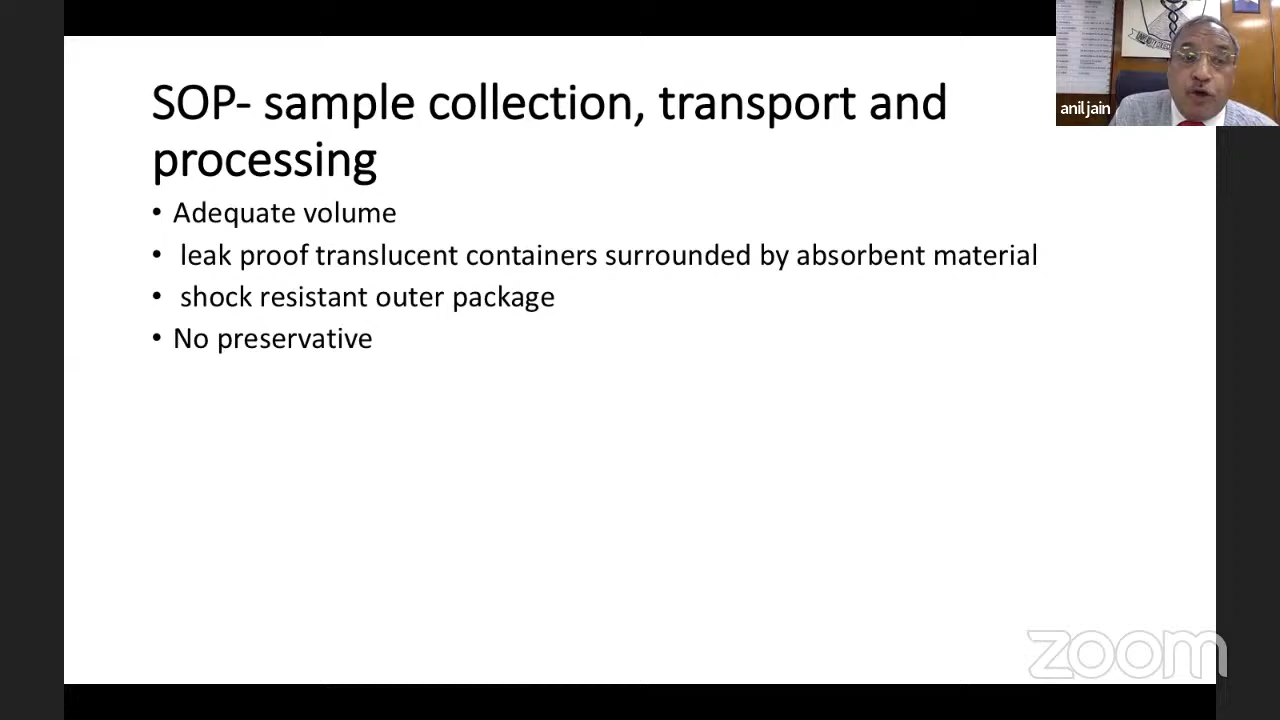 SOP- sample collection, transport and
processing
• Adequate volume
• leak proof translucent containers surrounded by absorbent material
• shock resistant outer package
• No preservative
anil jain
zoom